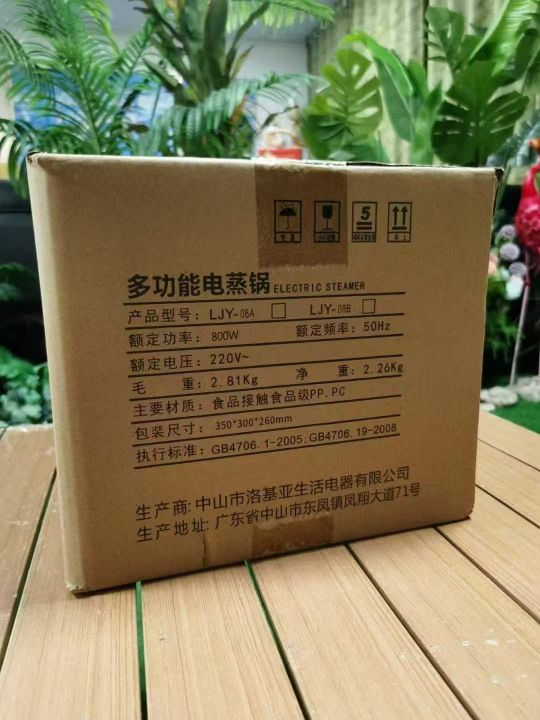 5
多功能电蒸锅 ELECTRIC STEAMER
产品型号: LJY-08A LJY-08B
额定功率: 800W 额定频率: 50Hz
额定电压: 220V~
毛 重: 2.81Kg 净 重: 2.26Kg
主要材质: 食品接触食品级PP.PC
包装尺寸: 350*300*260mm
执行标准: GB4706.1-2005;GB4706.19-2008
生产商: 中山市洛基亚生活电器有限公司
生产地址: 广东省中山市东凤镇凤翔大道71号